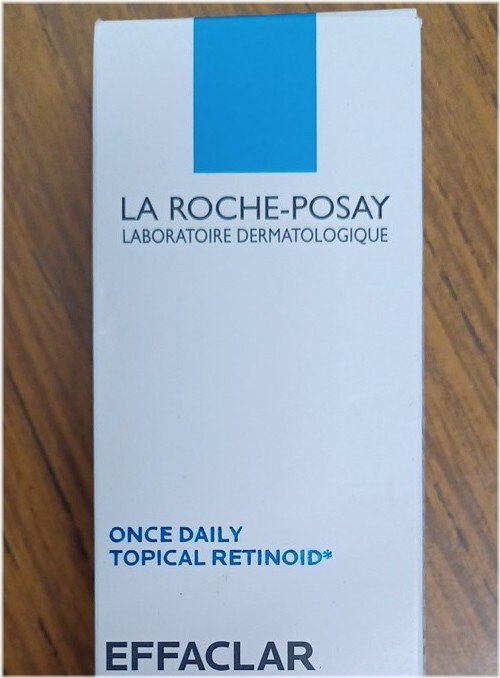 LA ROCHE-POSAY
LABORATOIRE DERMATOLOGIQUE
ONCE DAILY
TOPICAL RETINOID*
EFFACLAR